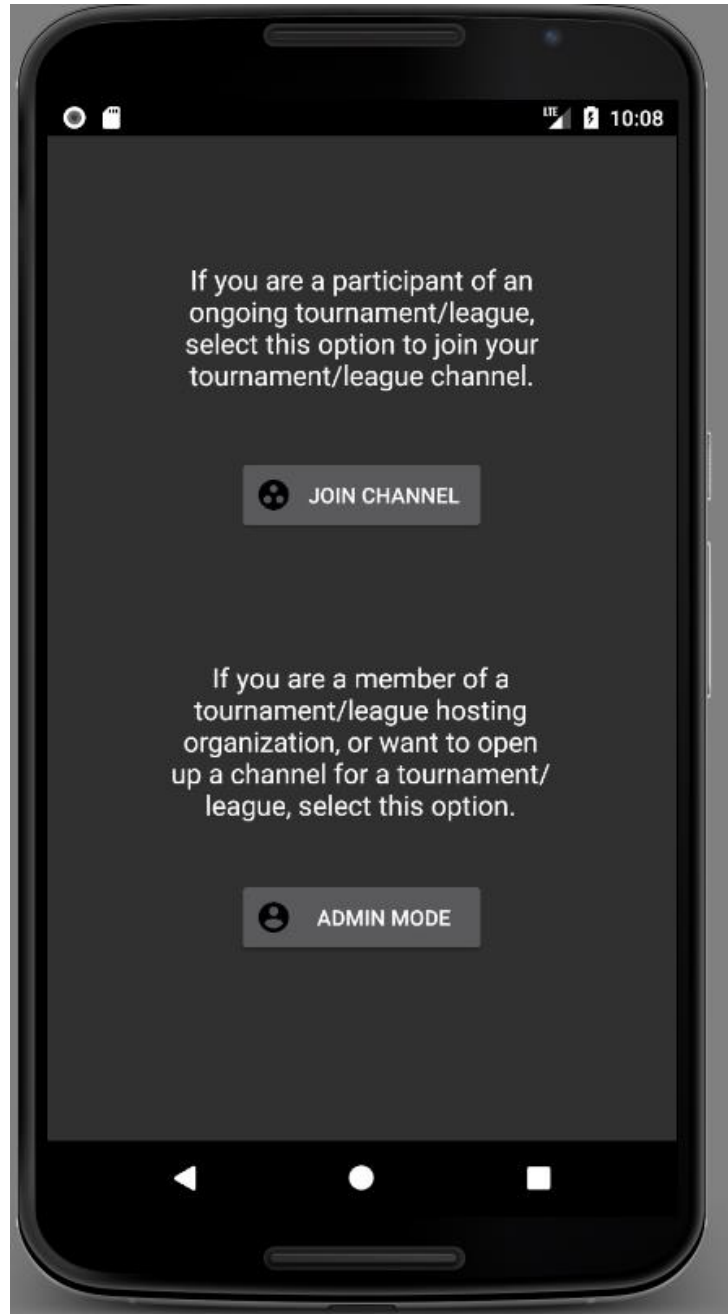 LTE 10:08
If you are a participant of an
ongoing tournament/league,
select this option to join your
tournament/league channel.
JOIN CHANNEL
If you are a member of a
tournament/league hosting
organization, or want to open
up a channel for a tournament/
league, select this option.
ADMIN MODE